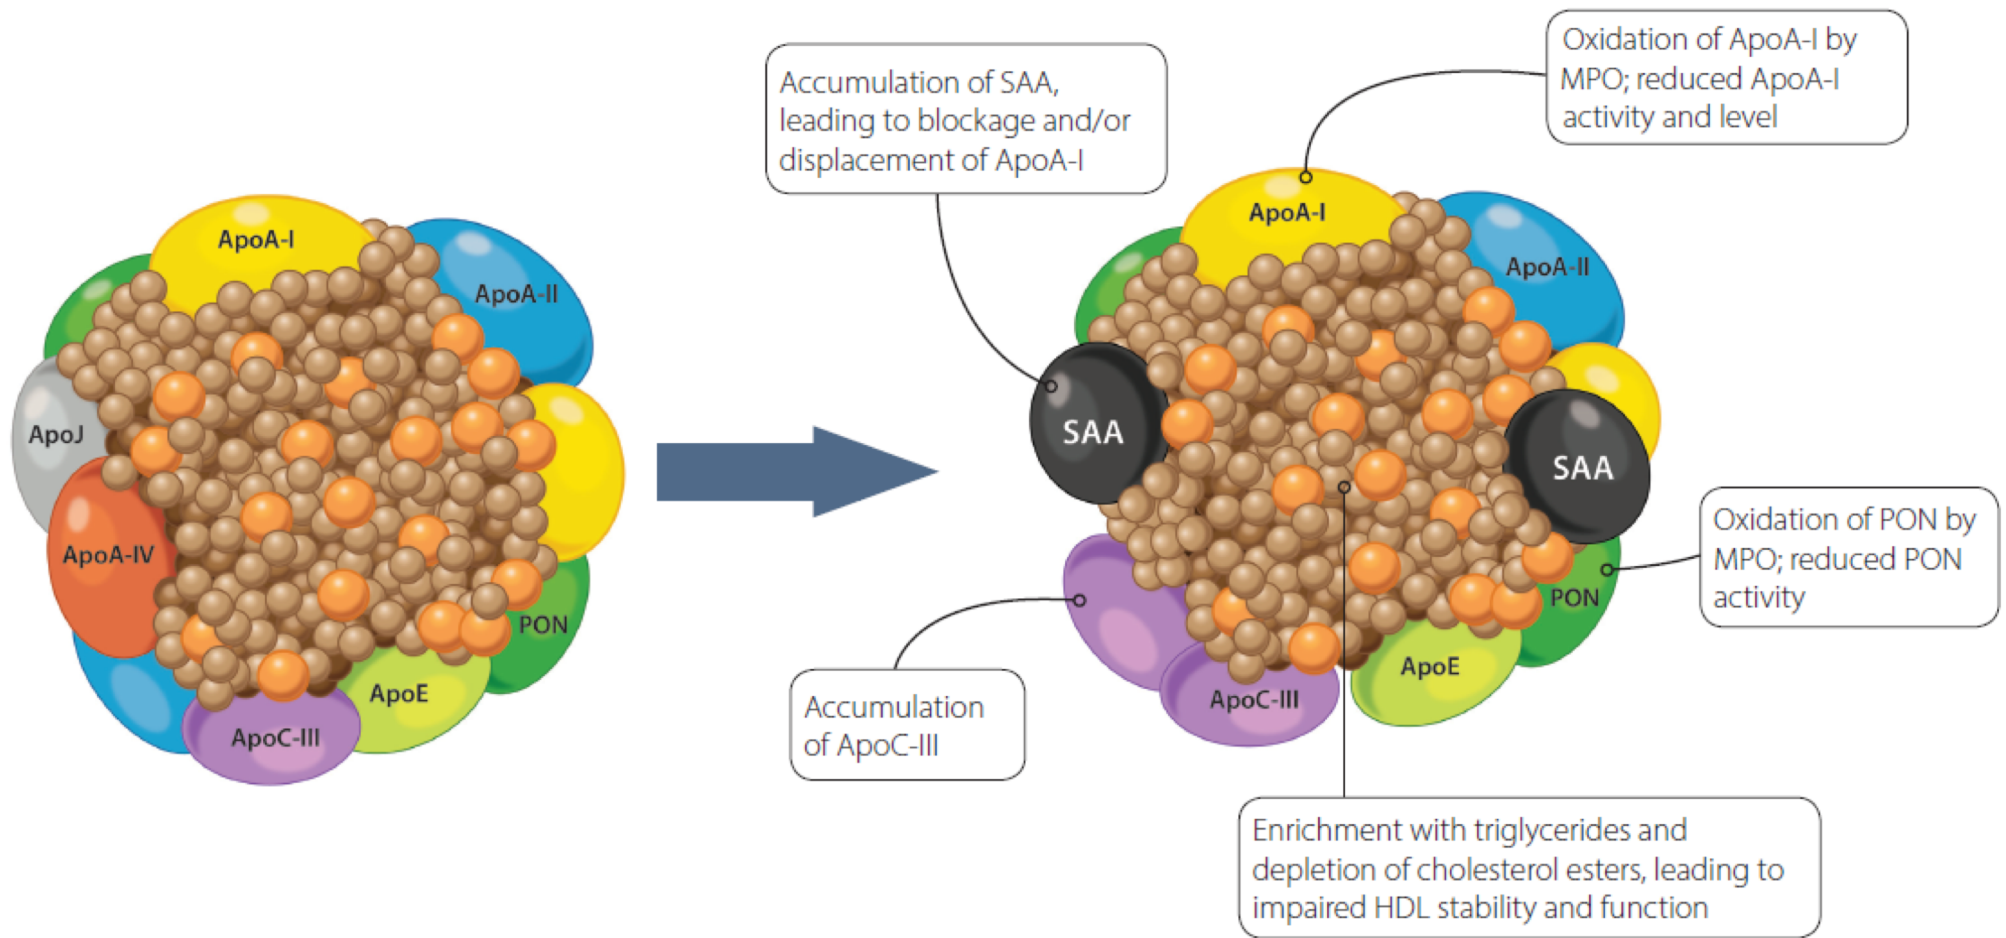 ApoA-I
ApoA-II
ApoJ
ApoA-IV
PON
ApoE
ApoC-III
Accumulation of SAA,
leading to blockage and/or
displacement of ApoA-I
Oxidation of ApoA-I by
MPO; reduced ApoA-I
activity and level
ApoA-I
ApoA-II
SAA
SAA
Oxidation of PON by
MPO; reduced PON
activity
PON
ApoE
ApoC-III
Accumulation
of ApoC-III
Enrichment with triglycerides and
depletion of cholesterol esters, leading to
impaired HDL stability and function